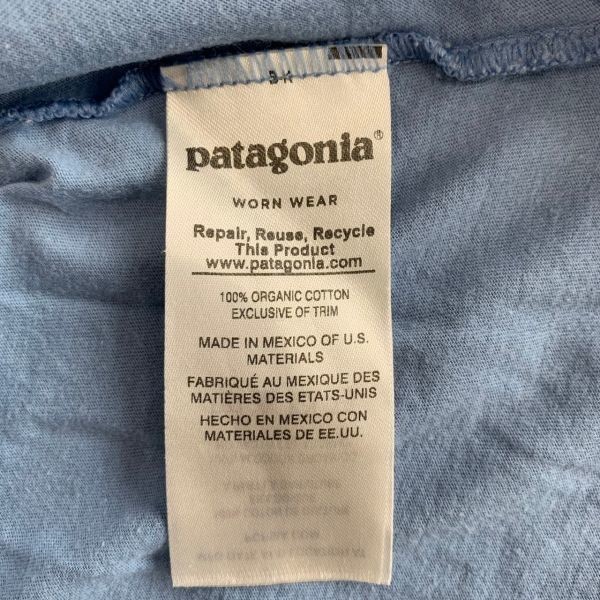 patagonia®
WORN WEAR
Repair, Reuse, Recycle
This Product
www.patagonia.com
100% ORGANIC COTTON
EXCLUSIVE OF TRIM
MADE IN MEXICO OF U.S.
MATERIALS
FABRIQUÉ AU MEXIQUE DES
MATIÈRES DES ETATS-UNIS
HECHO EN MEXICO CON
MATERIALES DE EE.UU.